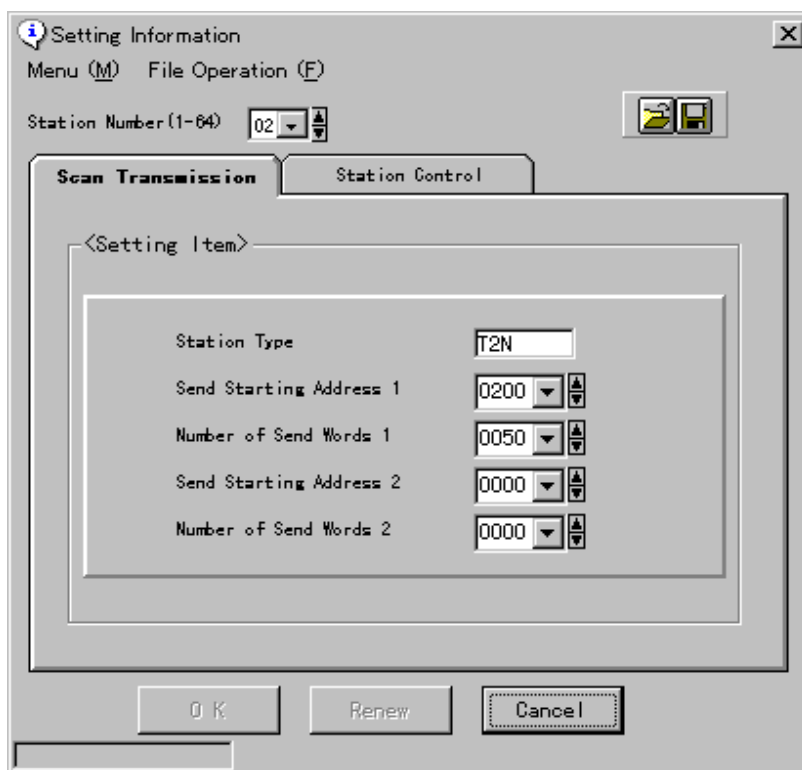 Setting Information
Menu (M) File Operation (F)
Station Number(1-64) 02
Scan Transmission Station Control
<Setting Item>
Station Type T2N
Send Starting Address 1 0200
Number of Send Words 1 0050
Send Starting Address 2 0000
Number of Send Words 2 0000
O K Renew Cancel